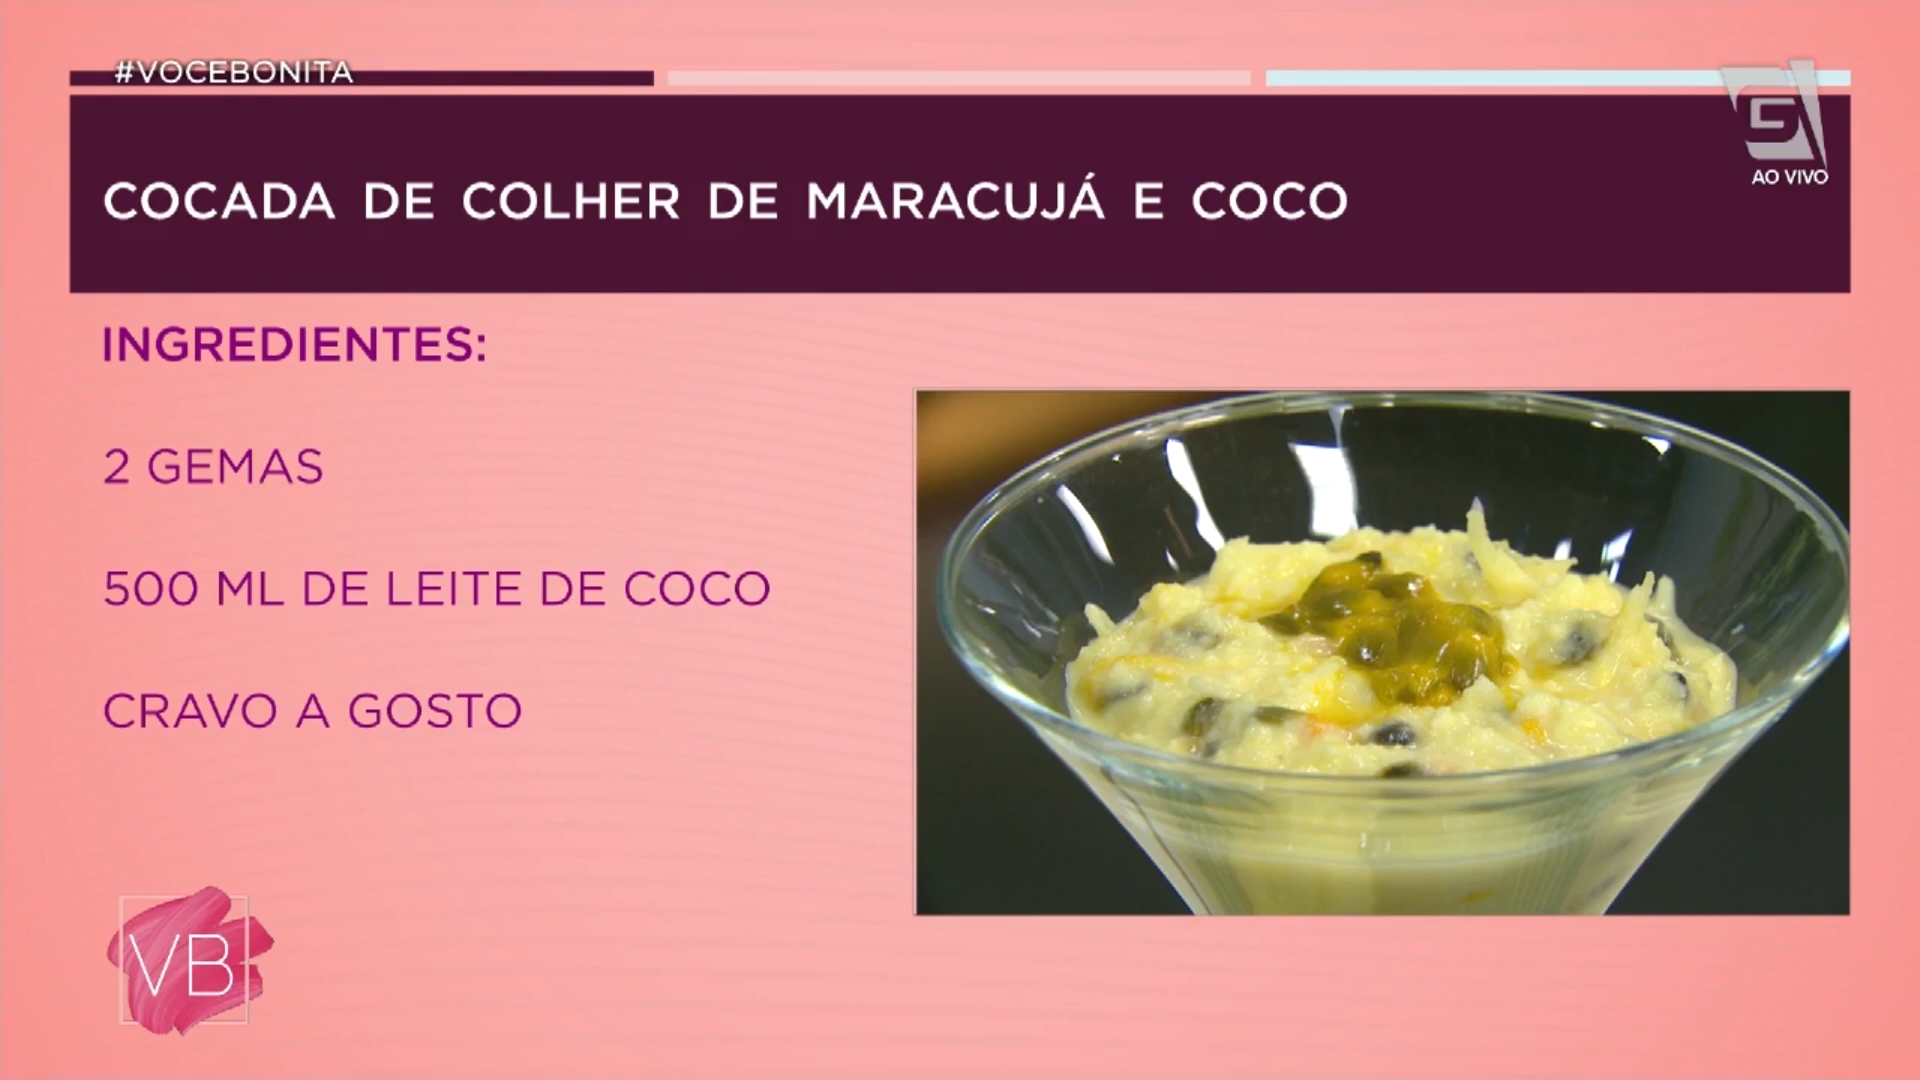 #VOCEBONITA
AO VIVO
COCADA DE COLHER DE MARACUJÁ E COCO
INGREDIENTES:
2 GEMAS
500 ML DE LEITE DE COCO
CRAVO A GOSTO
VB